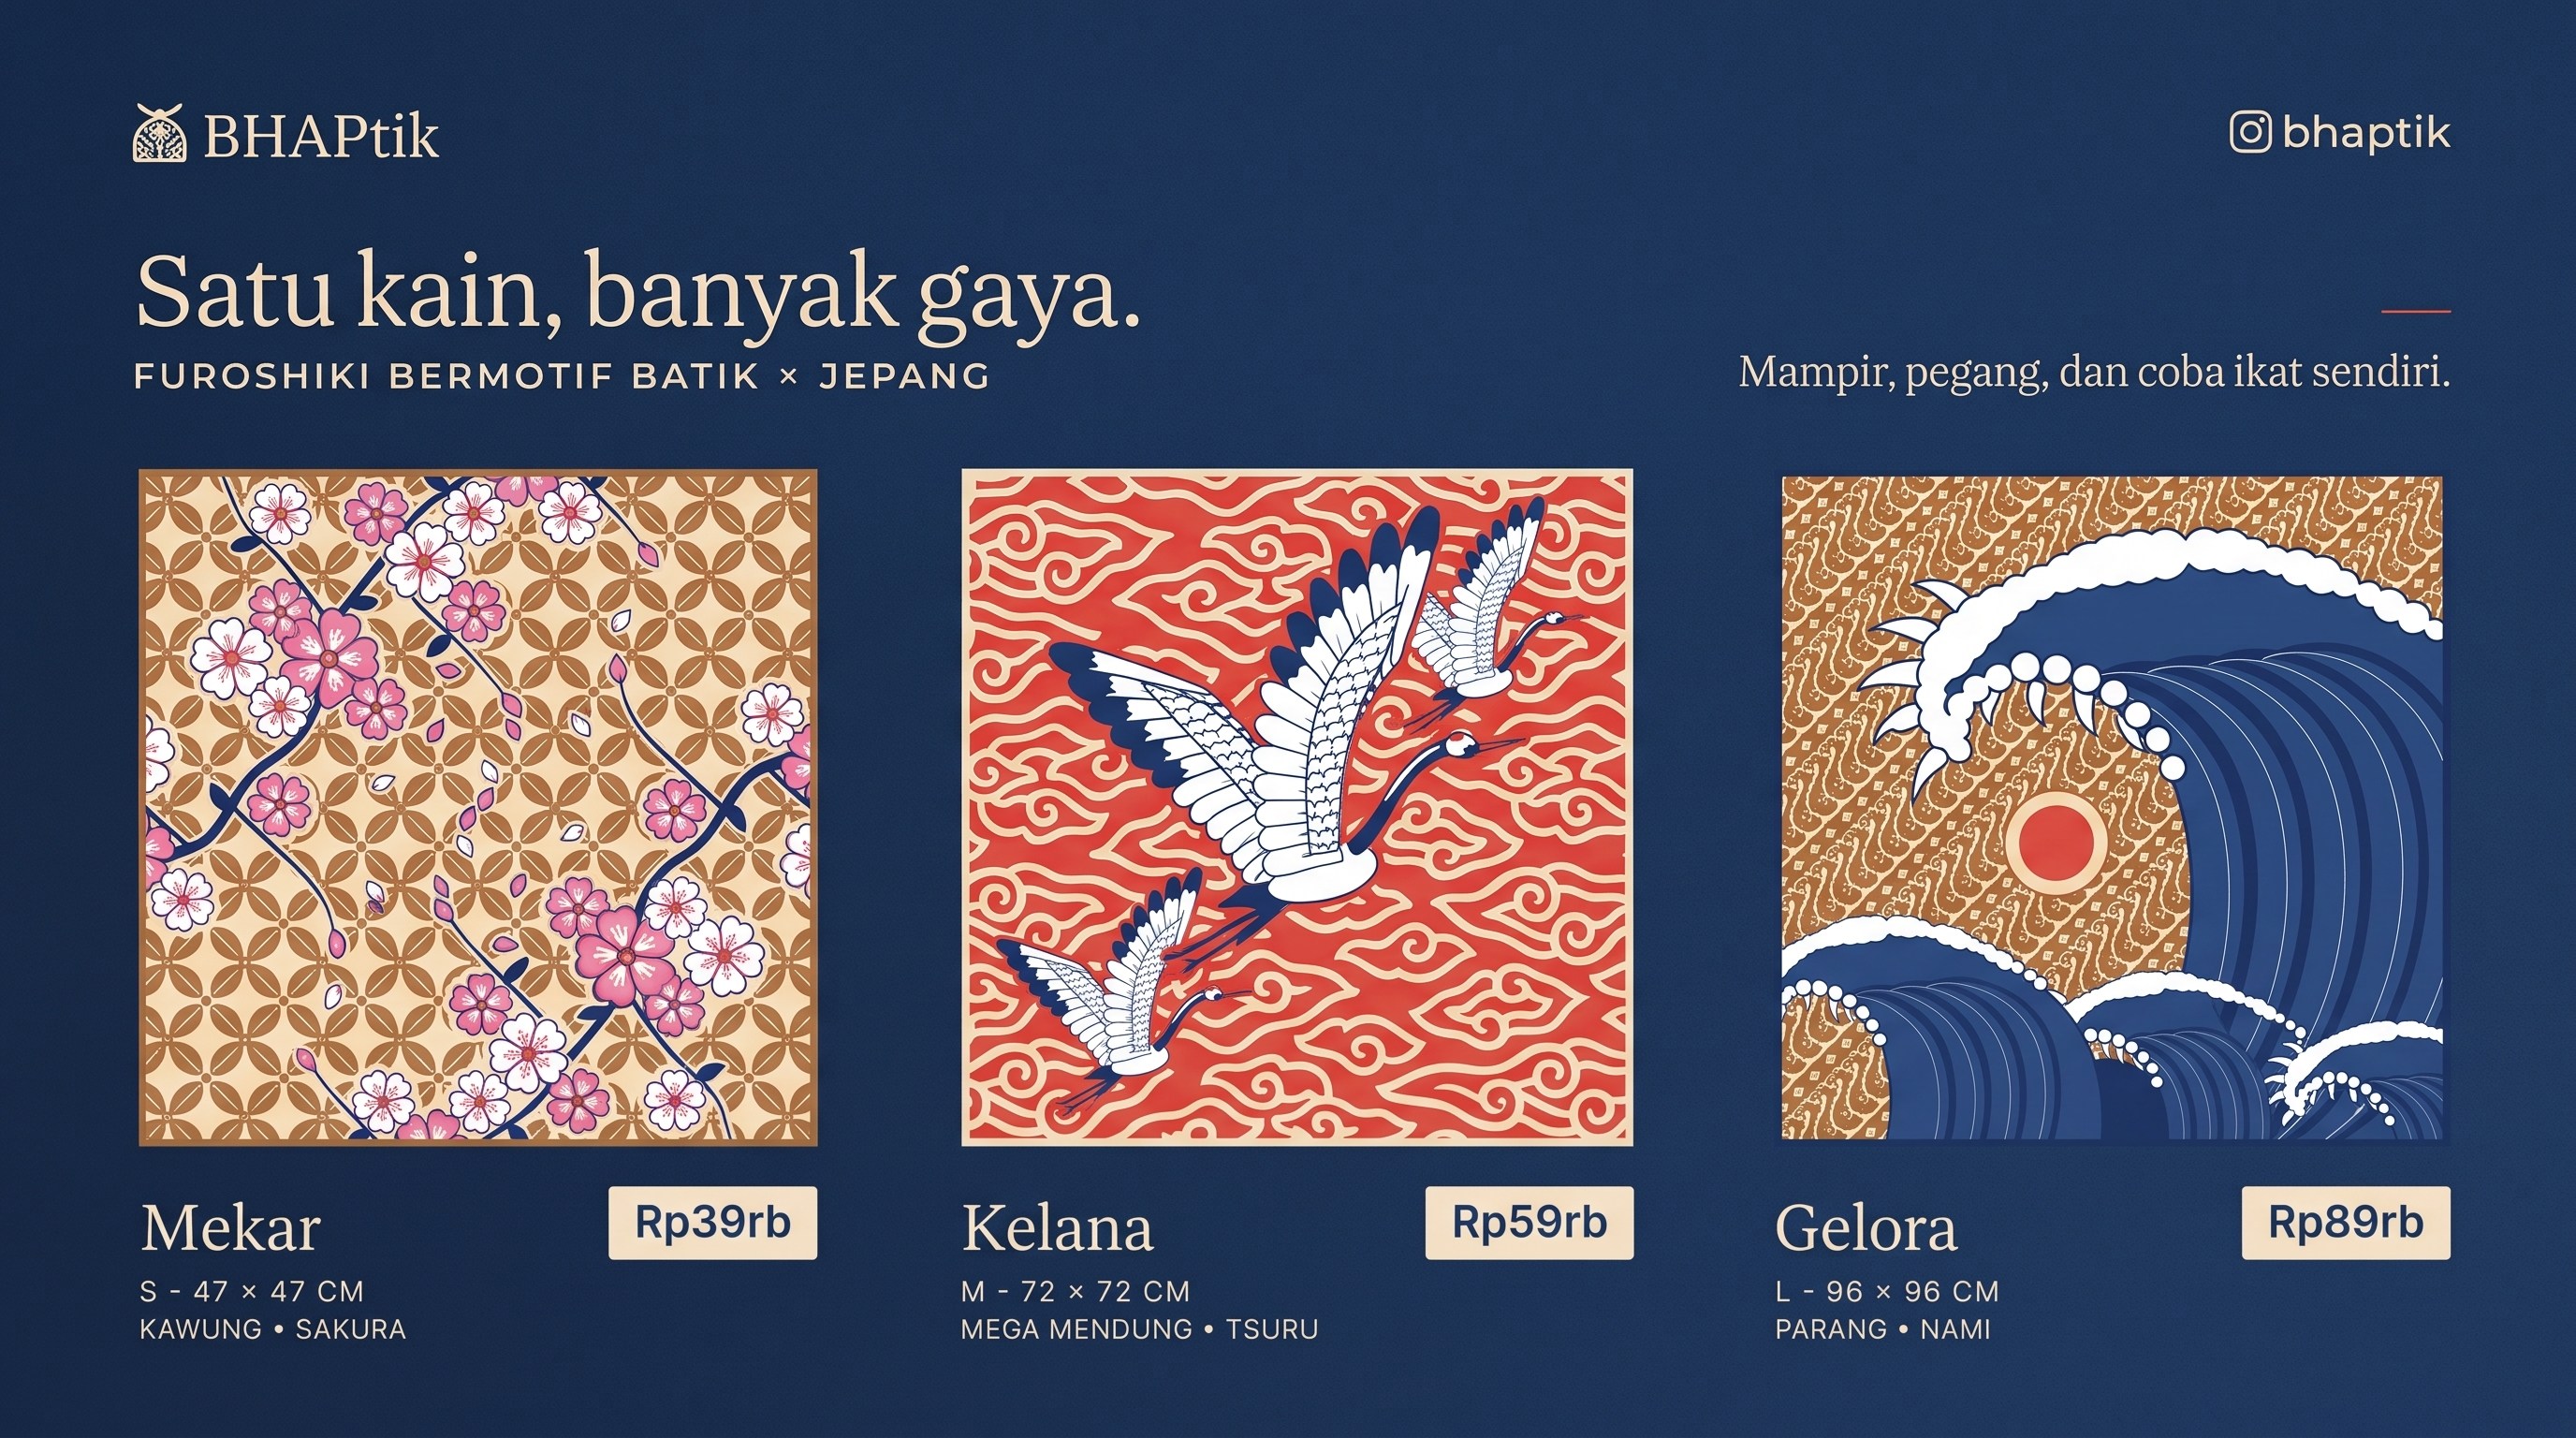 BHAPtik
bhaptik
Satu kain, banyak gaya.
FUROSHIKI BERMOTIF BATIK × JEPANG
Mampir, pegang, dan coba ikat sendiri.
Mekar
Rp39rb
S - 47 × 47 CM
KAWUNG • SAKURA
Kelana
Rp59rb
M - 72 × 72 CM
MEGA MENDUNG • TSURU
Gelora
Rp89rb
L - 96 × 96 CM
PARANG • NAMI